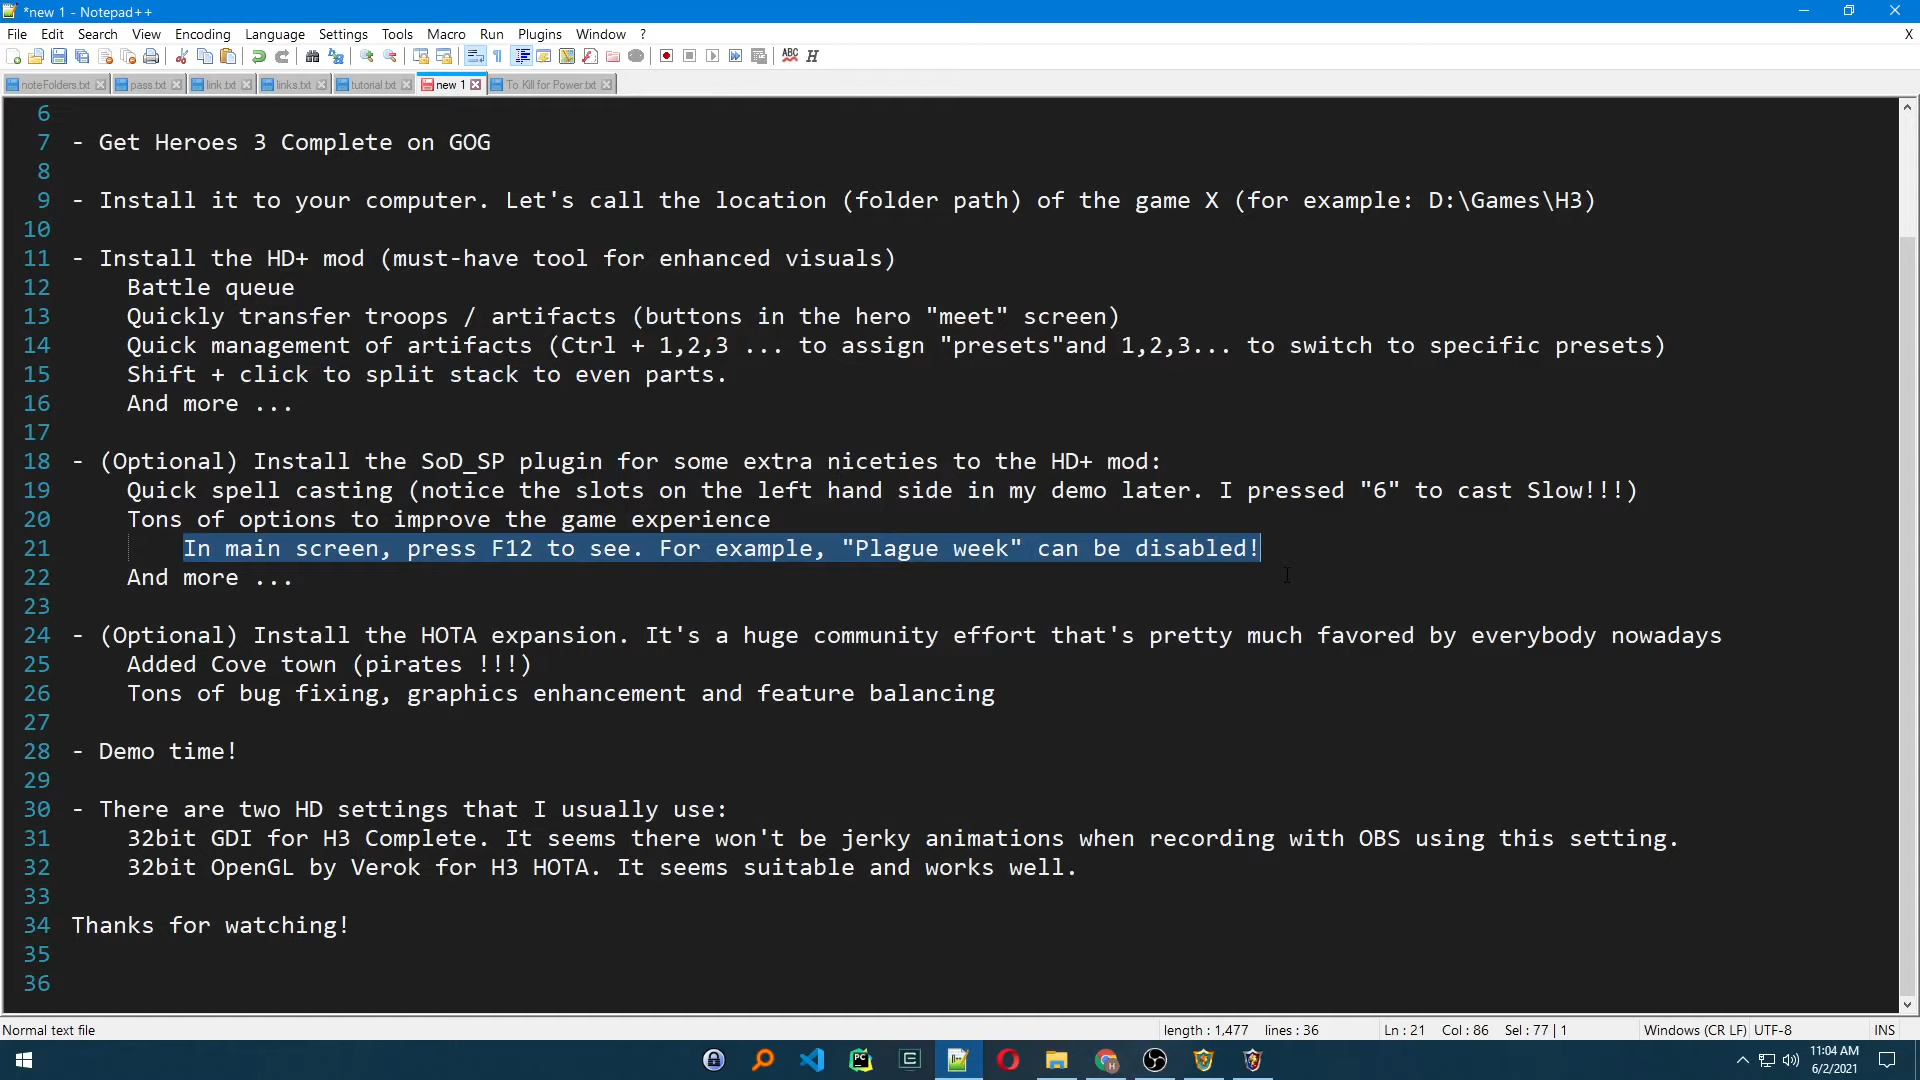 *new 1 - Notepad++
File Edit Search View Encoding Language Settings Tools Macro Run Plugins Window ? X
noteFolders.txt pass.txt link.txt links.txt tutorial.txt new 1 To Kill for Power.txt
6
7 - Get Heroes 3 Complete on GOG
8
9 - Install it to your computer. Let's call the location (folder path) of the game X (for example: D:\Games\H3)
10
11 - Install the HD+ mod (must-have tool for enhanced visuals)
12 Battle queue
13 Quickly transfer troops / artifacts (buttons in the hero "meet" screen)
14 Quick management of artifacts (Ctrl + 1,2,3 ... to assign "presets"and 1,2,3... to switch to specific presets)
15 Shift + click to split stack to even parts.
16 And more ...
17
18 - (Optional) Install the SoD_SP plugin for some extra niceties to the HD+ mod:
19 Quick spell casting (notice the slots on the left hand side in my demo later. I pressed "6" to cast Slow!!!)
20 Tons of options to improve the game experience
21 In main screen, press F12 to see. For example, "Plague week" can be disabled!
22 And more ...
23
24 - (Optional) Install the HOTA expansion. It's a huge community effort that's pretty much favored by everybody nowadays
25 Added Cove town (pirates !!!)
26 Tons of bug fixing, graphics enhancement and feature balancing
27
28 - Demo time!
29
30 - There are two HD settings that I usually use:
31 32bit GDI for H3 Complete. It seems there won't be jerky animations when recording with OBS using this setting.
32 32bit OpenGL by Verok for H3 HOTA. It seems suitable and works well.
33
34 Thanks for watching!
35
36
Normal text file length : 1,477 lines : 36 Ln : 21 Col : 86 Sel : 77 | 1 Windows (CR LF) UTF-8 INS
11:04 AM
6/2/2021